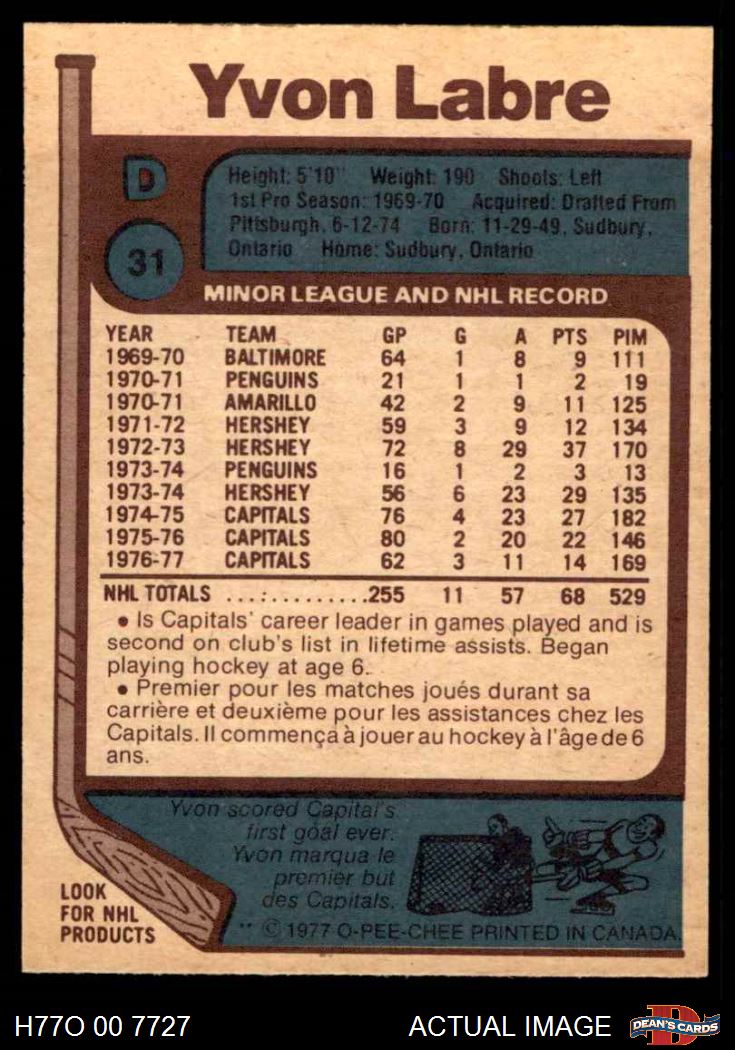 Yvon Labre
D
Height: 5'10" Weight: 190 Shoots: Left
1st Pro Season: 1969-70 Acquired: Drafted From
Pittsburgh, 6-12-74 Born: 11-29-49, Sudbury,
Ontario Home: Sudbury, Ontario
31
MINOR LEAGUE AND NHL RECORD
YEAR TEAM GP G A PTS PIM
1969-70 BALTIMORE 64 1 8 9 111
1970-71 PENGUINS 21 1 1 2 19
1970-71 AMARILLO 42 2 9 11 125
1971-72 HERSHEY 59 3 9 12 134
1972-73 HERSHEY 72 8 29 37 170
1973-74 PENGUINS 16 1 2 3 13
1973-74 HERSHEY 56 6 23 29 135
1974-75 CAPITALS 76 4 23 27 182
1975-76 CAPITALS 80 2 20 22 146
1976-77 CAPITALS 62 3 11 14 169
NHL TOTALS ..............255 11 57 68 529
• Is Capitals' career leader in games played and is
second on club's list in lifetime assists. Began
playing hockey at age 6.
• Premier pour les matches joués durant sa
carrière et deuxième pour les assistances chez les
Capitals. Il commença à jouer au hockey à l'âge de 6
ans.
Yvon scored Capital's
first goal ever.
Yvon marqua le
premier but
des Capitals.
LOOK
FOR NHL
PRODUCTS
** © 1977 O-PEE-CHEE PRINTED IN CANADA.
H77O 00 7727 ACTUAL IMAGE D DEAN'S CARDS